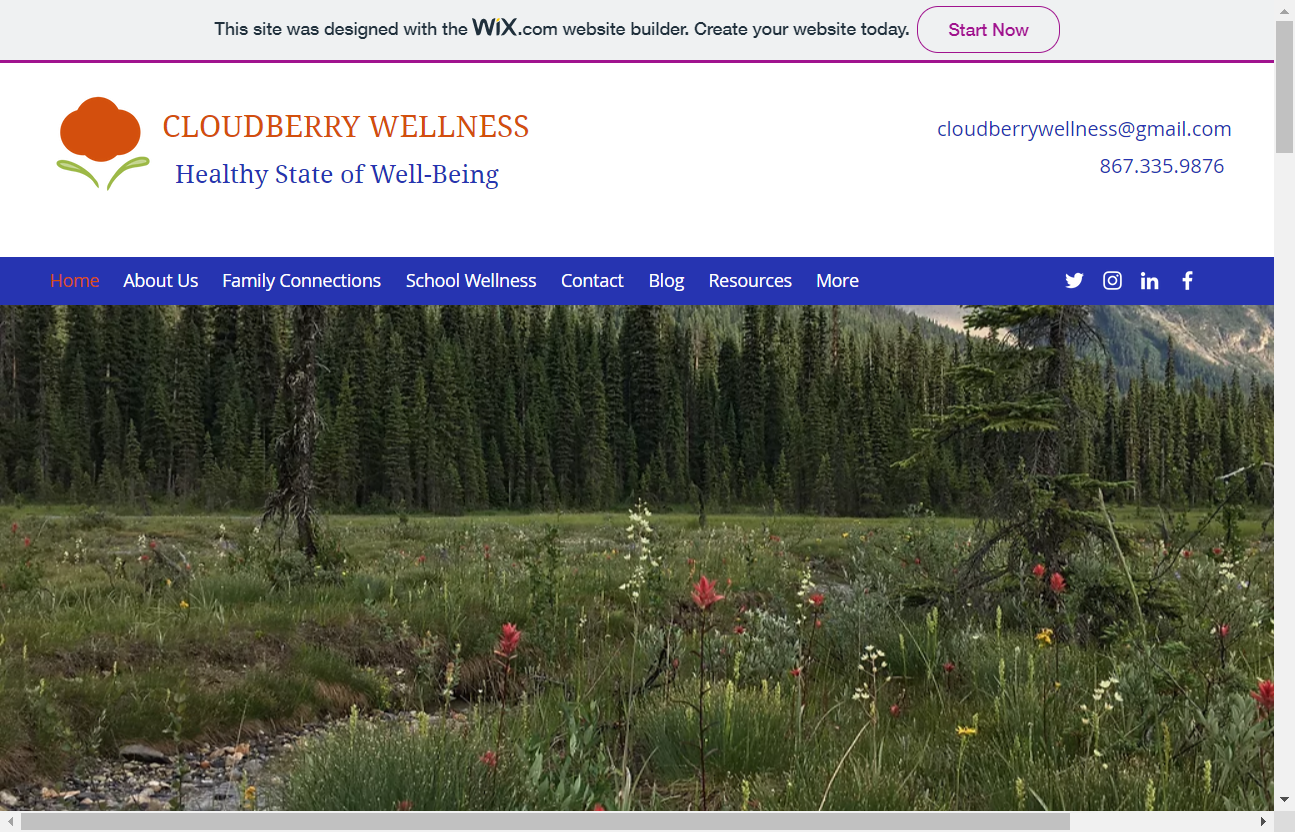 This site was designed with the WiX.com website builder. Create your website today.
Start Now
CLOUDBERRY WELLNESS
Healthy State of Well-Being
cloudberrywellness@gmail.com
867.335.9876
Home About Us Family Connections School Wellness Contact Blog Resources More